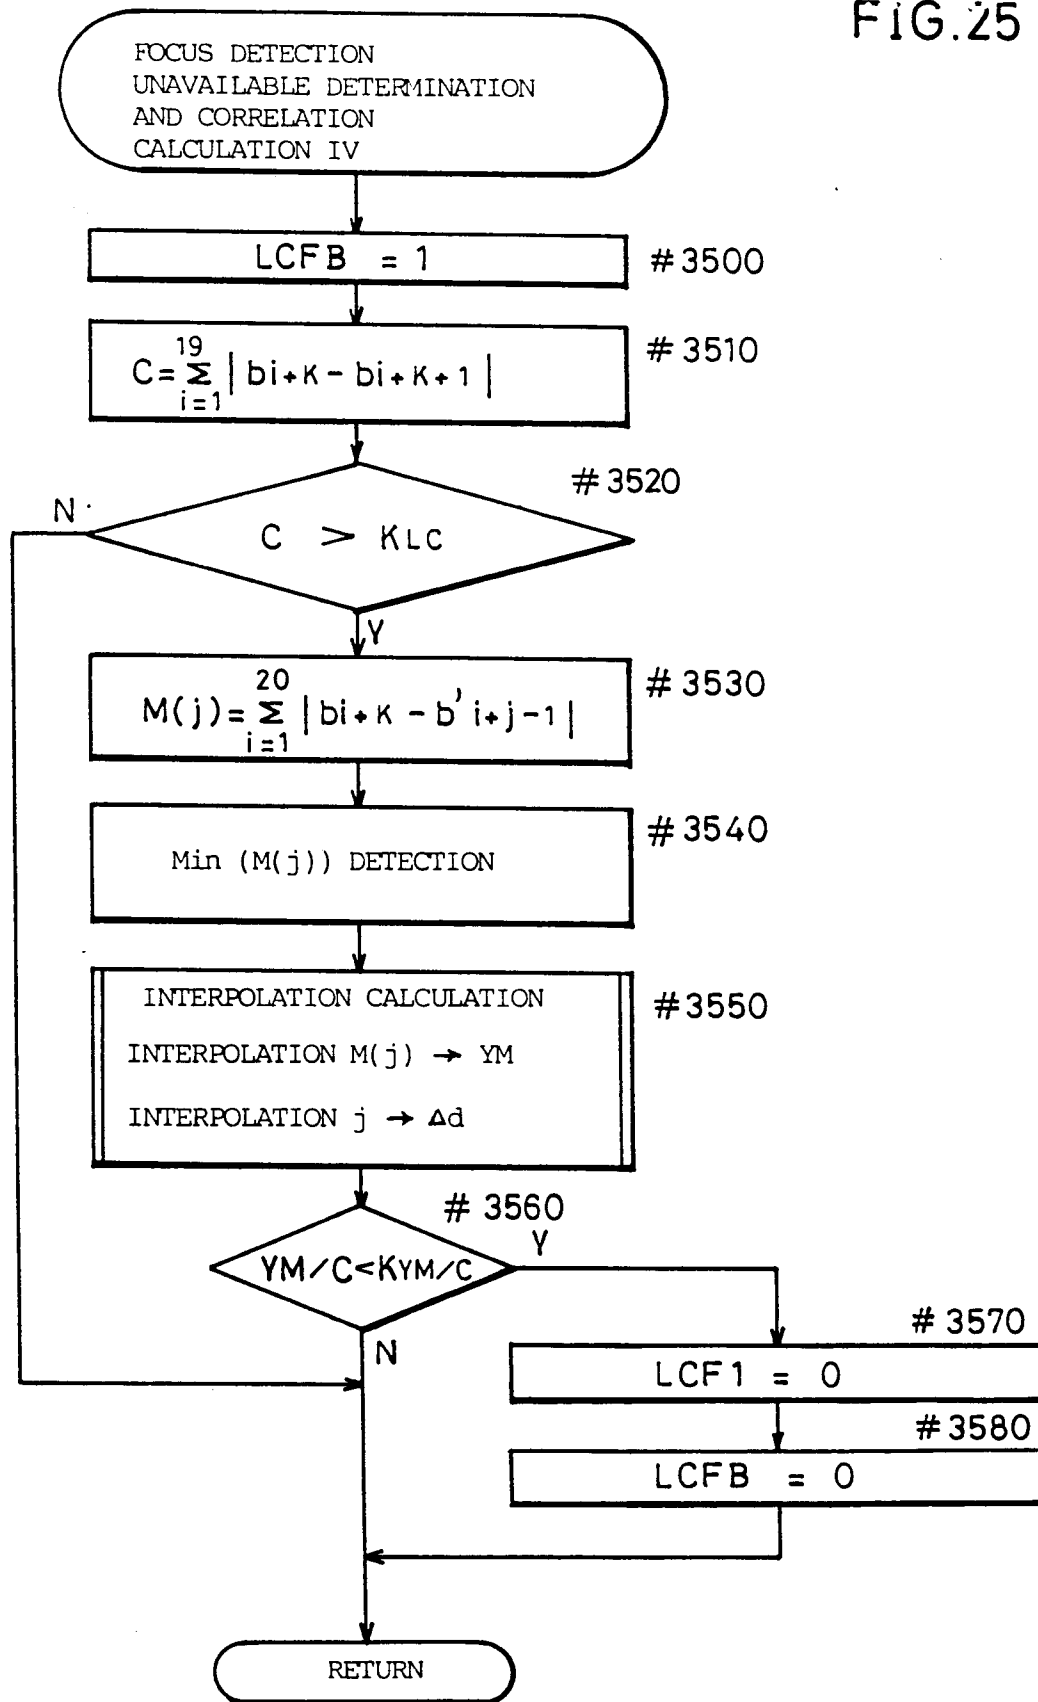 FIG.25
FOCUS DETECTION
UNAVAILABLE DETERMINATION
AND CORRELATION
CALCULATION IV
LCFB = 1
#3500
C=19Σi=1|bi+K-bi+K+1|
#3510
#3520
N
C > KLC
Y
M(j)=20Σi=1|bi+K-b'i+j-1|
#3530
Min (M(j)) DETECTION
#3540
INTERPOLATION CALCULATION
INTERPOLATION M(j) → YM
INTERPOLATION j → Δd
#3550
#3560
YM/C<KYM/C
Y
N
#3570
LCF1 = 0
#3580
LCFB = 0
RETURN